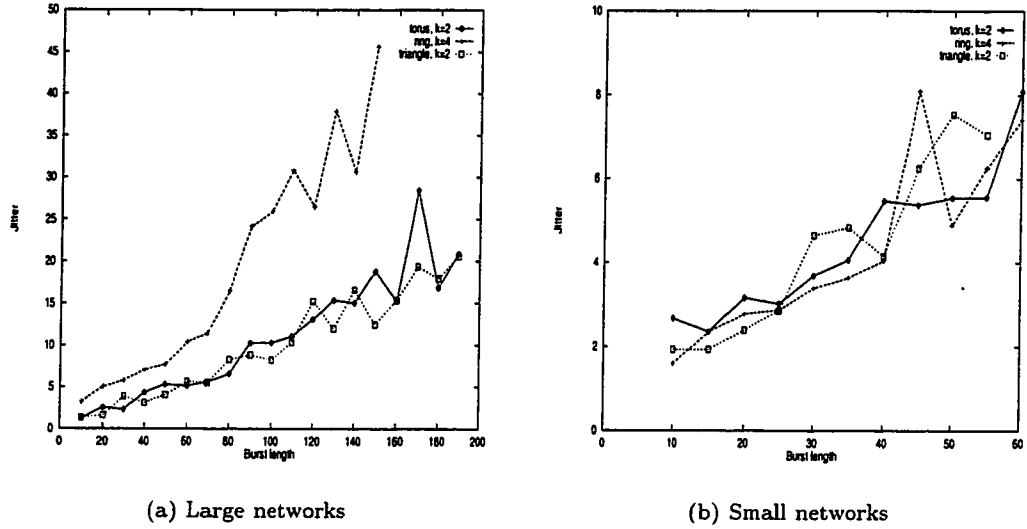 50
45
40
35
30
25
20
15
10
5
0
Jitter
torus, k=2
ring, k=4
triangle, k=2
0 20 40 60 80 100 120 140 160 180 200
Burst length
(a) Large networks
10
8
6
4
2
0
Jitter
torus, k=2
ring, k=4
triangle, k=2
0 10 20 30 40 50 60
Burst length
(b) Small networks